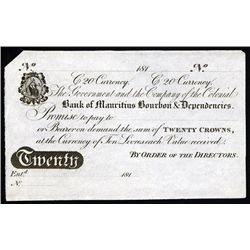 No 181 No
C 20 Currency. C 20 Currency.
The Government and the Company of the Colonial
Bank of Mauritius Bourbon & Dependencies.
Promise to pay to
or Bearer on demand the sum of TWENTY CROWNS,
at the Currency of Ten Livres each Value received.
BY ORDER of the DIRECTORS.
Twenty
Entd. 181
No